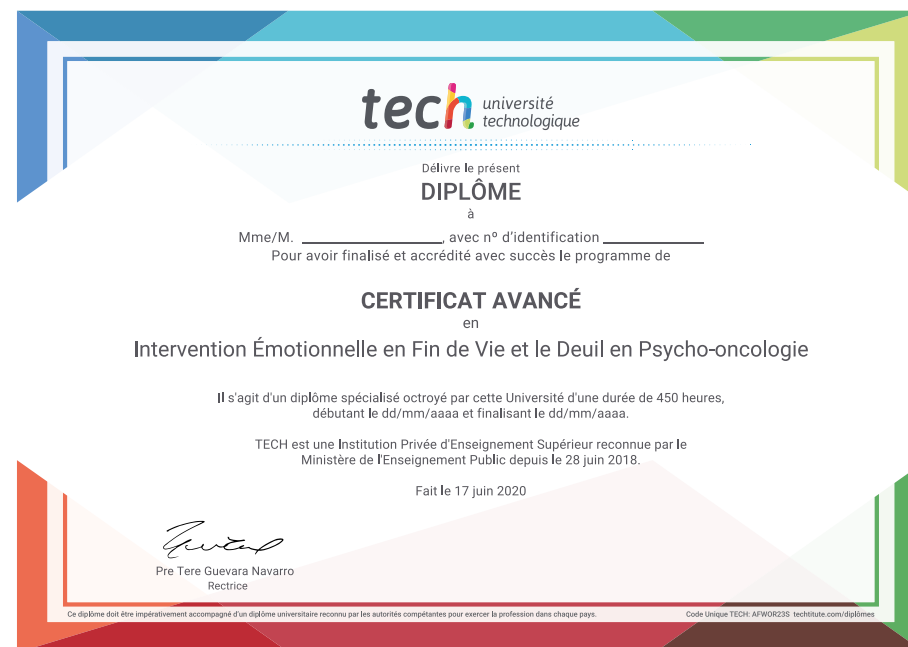 tech université
technologique
Délivre le présent
DIPLÔME
à
Mme/M. ____________________, avec nº d'identification ______________
Pour avoir finalisé et accrédité avec succès le programme de
CERTIFICAT AVANCÉ
en
Intervention Émotionnelle en Fin de Vie et le Deuil en Psycho-oncologie
Il s'agit d'un diplôme spécialisé octroyé par cette Université d'une durée de 450 heures,
débutant le dd/mm/aaaa et finalisant le dd/mm/aaaa.
TECH est une Institution Privée d'Enseignement Supérieur reconnue par le
Ministère de l'Enseignement Public depuis le 28 juin 2018.
Fait le 17 juin 2020
Pre Tere Guevara Navarro
Rectrice
Ce diplôme doit être impérativement accompagné d'un diplôme universitaire reconnu par les autorités compétentes pour exercer la profession dans chaque pays.
Code Unique TECH: AFWOR23S techtitute.com/diplômes